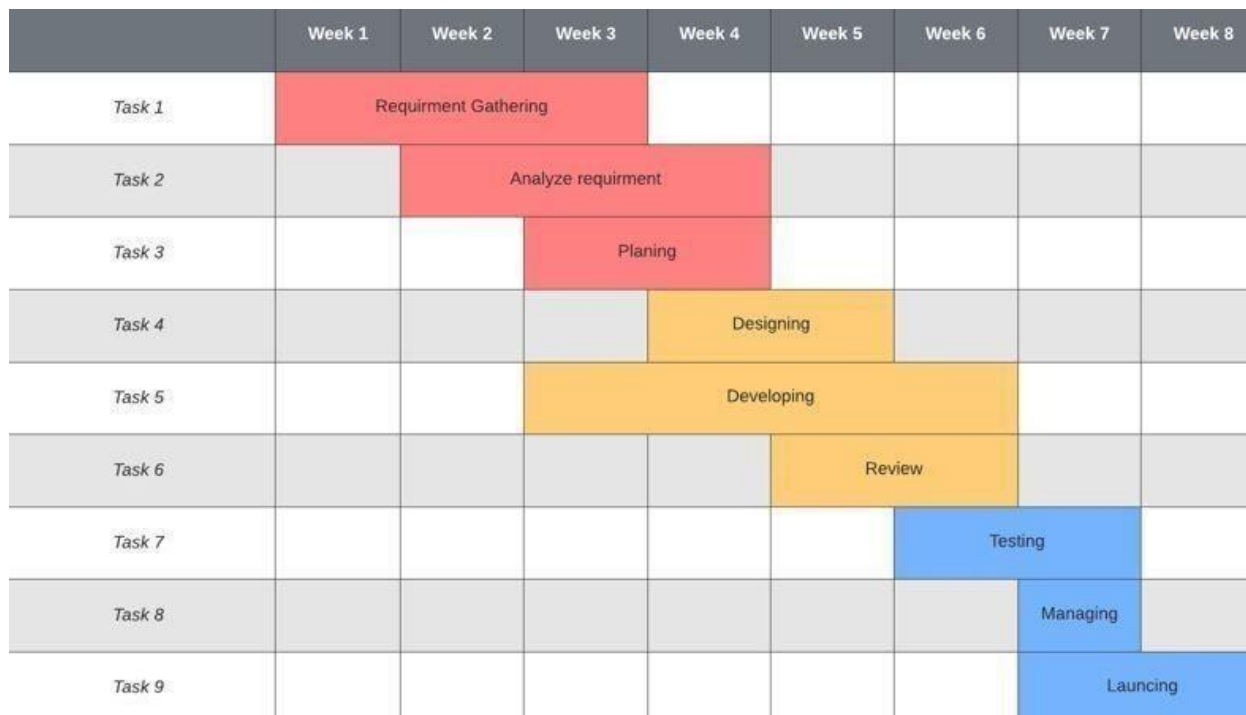 Week 1 Week 2 Week 3 Week 4 Week 5 Week 6 Week 7 Week 8
Task 1 Requirment Gathering
Task 2 Analyze requirment
Task 3 Planing
Task 4 Designing
Task 5 Developing
Task 6 Review
Task 7 Testing
Task 8 Managing
Task 9 Launcing